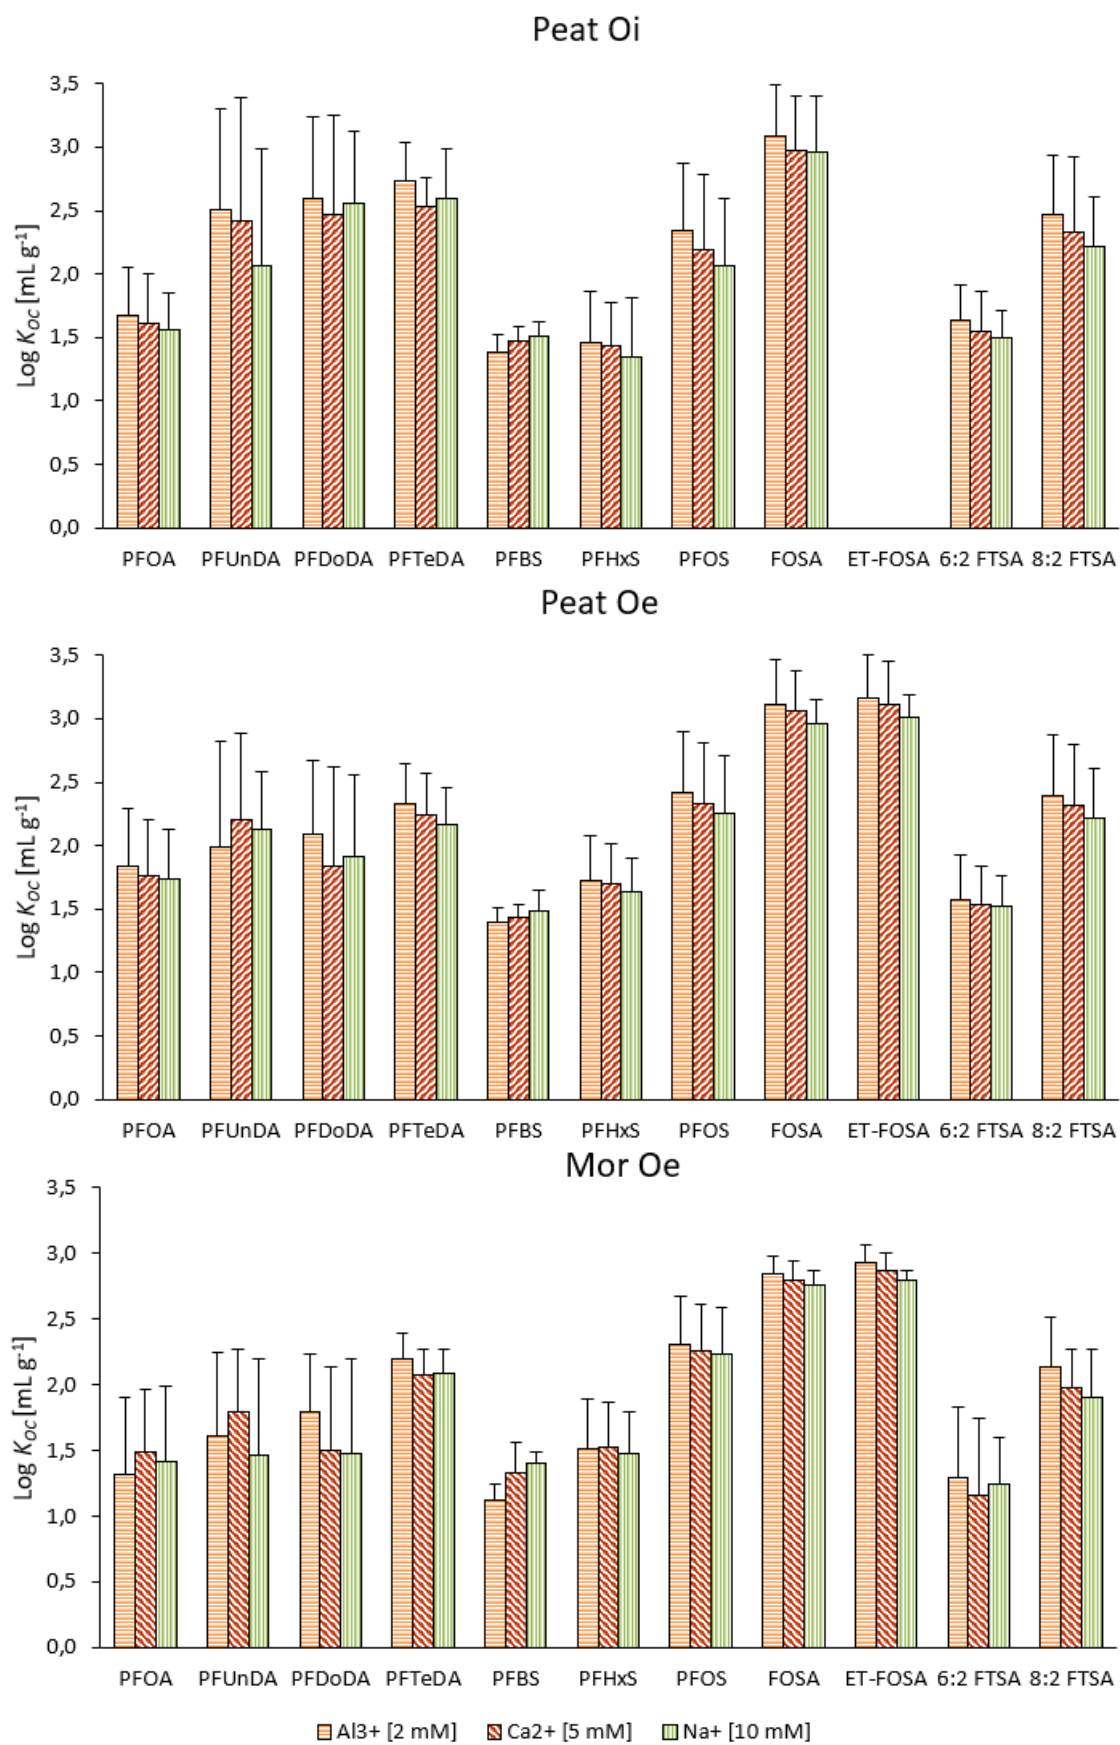 Peat Oi
Log K_OC [mL g⁻¹]
3,5
3,0
2,5
2,0
1,5
1,0
0,5
0,0
PFOA PFUnDA PFDoDA PFTeDA PFBS PFHxS PFOS FOSA ET-FOSA 6:2 FTSA 8:2 FTSA
Peat Oe
Log K_OC [mL g⁻¹]
3,5
3,0
2,5
2,0
1,5
1,0
0,5
0,0
PFOA PFUnDA PFDoDA PFTeDA PFBS PFHxS PFOS FOSA ET-FOSA 6:2 FTSA 8:2 FTSA
Mor Oe
Log K_OC [mL g⁻¹]
3,5
3,0
2,5
2,0
1,5
1,0
0,5
0,0
PFOA PFUnDA PFDoDA PFTeDA PFBS PFHxS PFOS FOSA ET-FOSA 6:2 FTSA 8:2 FTSA
Al3+ [2 mM] Ca2+ [5 mM] Na+ [10 mM]